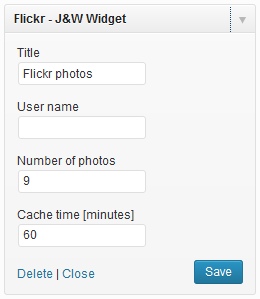 Flickr - J&W Widget
Title
Flickr photos
User name
Number of photos
9
Cache time [minutes]
60
Delete | Close
Save